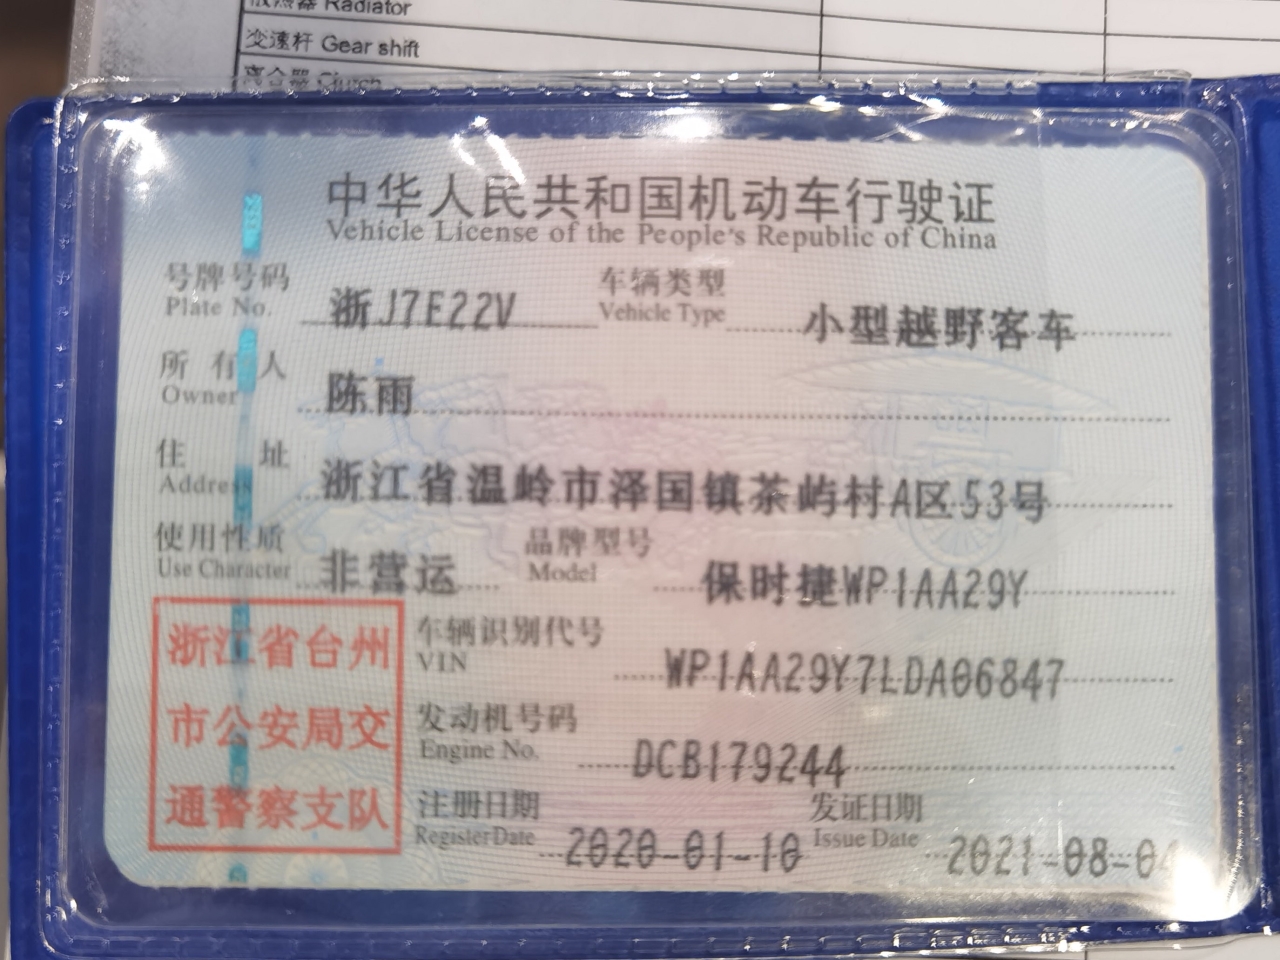 散热器 Radiator
变速杆 Gear shift
离合器 Clutch
中华人民共和国机动车行驶证
Vehicle License of the People's Republic of China
号牌号码 浙J7E22V 车辆类型 小型越野客车
Plate No. Vehicle Type
所有人 陈雨
Owner
住址 浙江省温岭市泽国镇茶屿村A区53号
Address
使用性质 非营运 品牌型号 保时捷WP1AA29Y
Use Character Model
浙江省台州
市公安局交
通警察支队
车辆识别代号
VIN WP1AA29Y7LDA06847
发动机号码
Engine No. DCB179244
注册日期 发证日期
Register Date 2020-01-10 Issue Date 2021-08-04